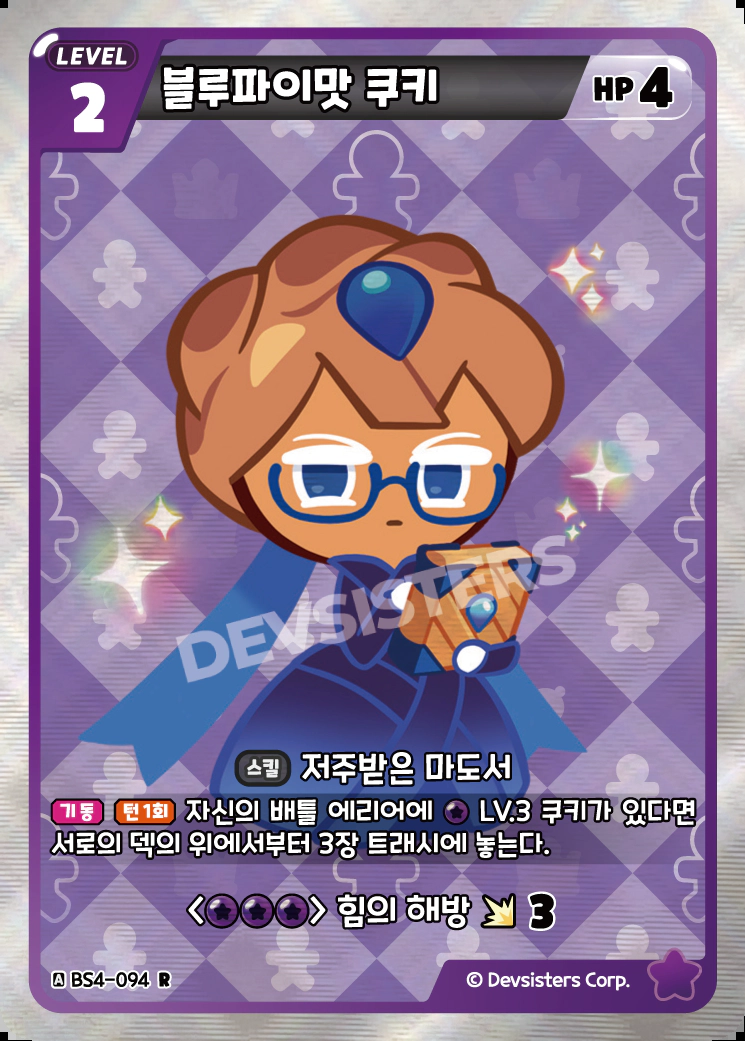 LEVEL
2
블루파이맛 쿠키
HP 4
DEVSISTERS
스킬 저주받은 마도서
기동 턴 1회 자신의 배틀 에리어에 LV.3 쿠키가 있다면
서로의 덱의 위에서부터 3장 트래시에 놓는다.
힘의 해방 3
A BS4-094 R
© Devsisters Corp.